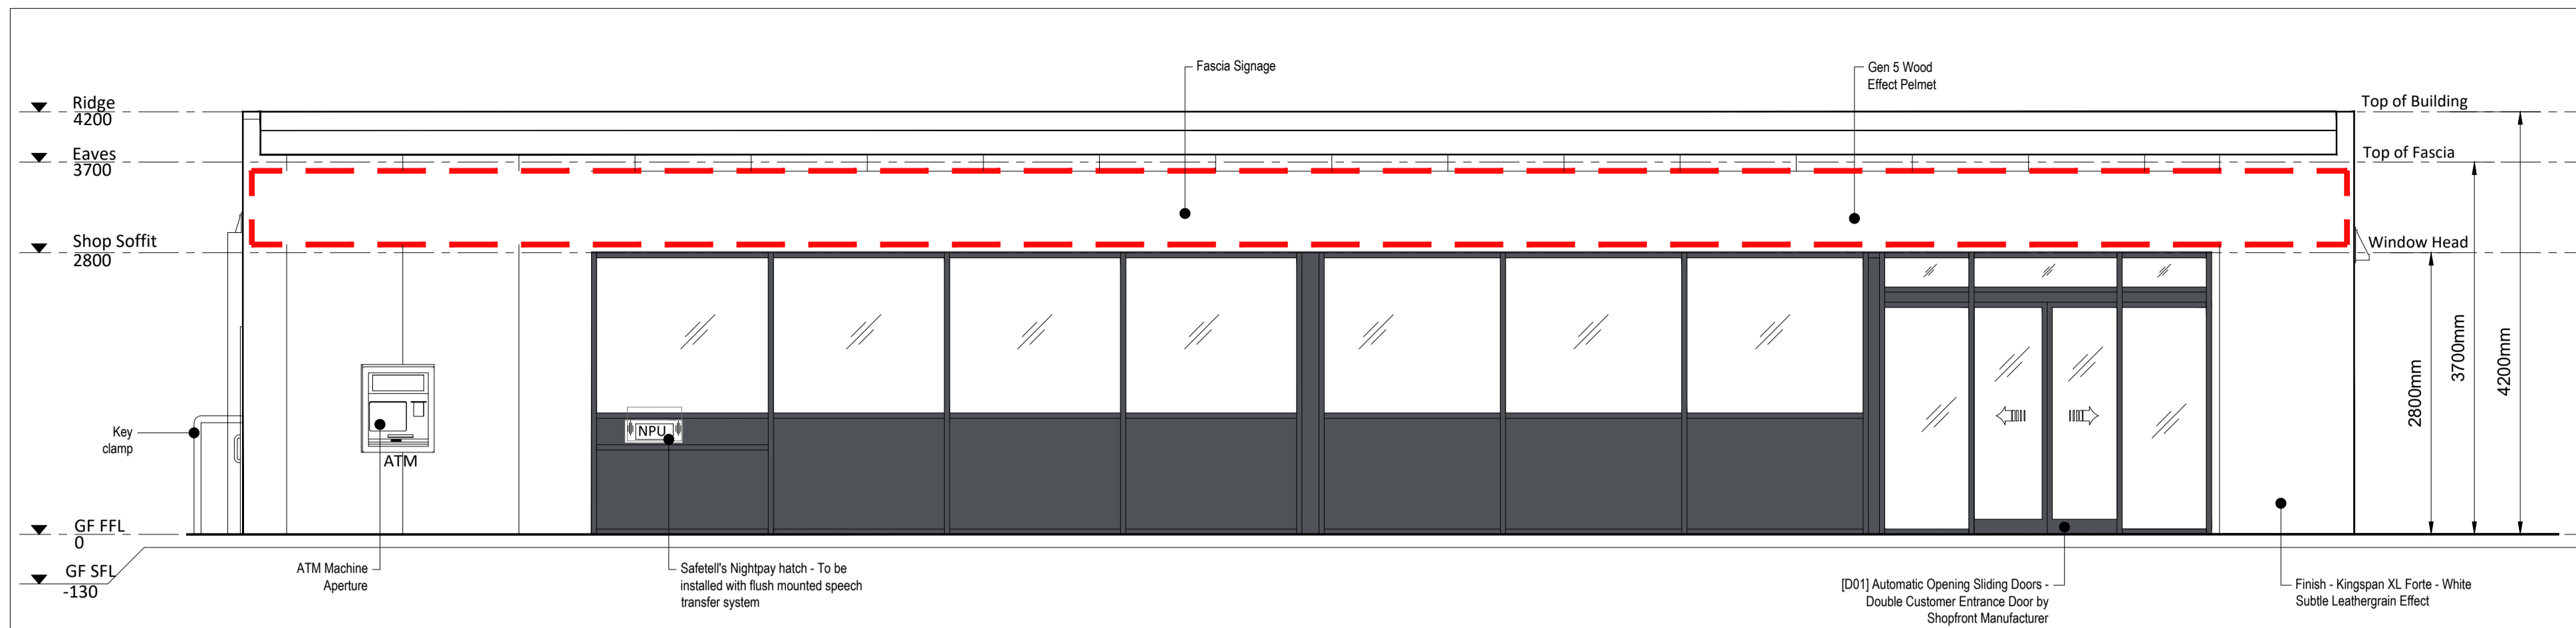 Fascia Signage
Gen 5 Wood
Effect Pelmet
Ridge
4200
Top of Building
Eaves
3700
Top of Fascia
Shop Soffit
2800
Window Head
2800mm
3700mm
4200mm
Key
clamp
NPU
ATM
GF FFL
0
GF SFL
-130
ATM Machine
Aperture
Safetell's Nightpay hatch - To be
installed with flush mounted speech
transfer system
[D01] Automatic Opening Sliding Doors -
Double Customer Entrance Door by
Shopfront Manufacturer
Finish - Kingspan XL Forte - White
Subtle Leathergrain Effect